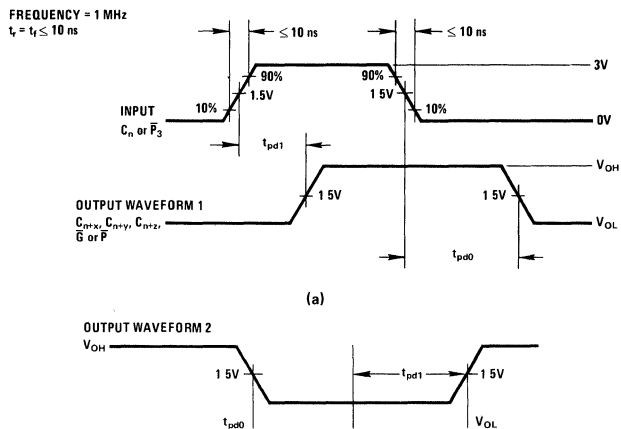 FREQUENCY = 1 MHz
tr = tf ≤ 10 ns
≤ 10 ns
≤ 10 ns
3V
90%
90%
1.5V
1 5V
INPUT
Cn or P̅3
10%
10%
0V
tpd1
VOH
OUTPUT WAVEFORM 1
Cn+x, Cn+y, Cn+z,
G̅ or P̅
1 5V
1 5V
VOL
tpd0
(a)
OUTPUT WAVEFORM 2
VOH
1 5V
tpd1
1 5V
tpd0
VOL